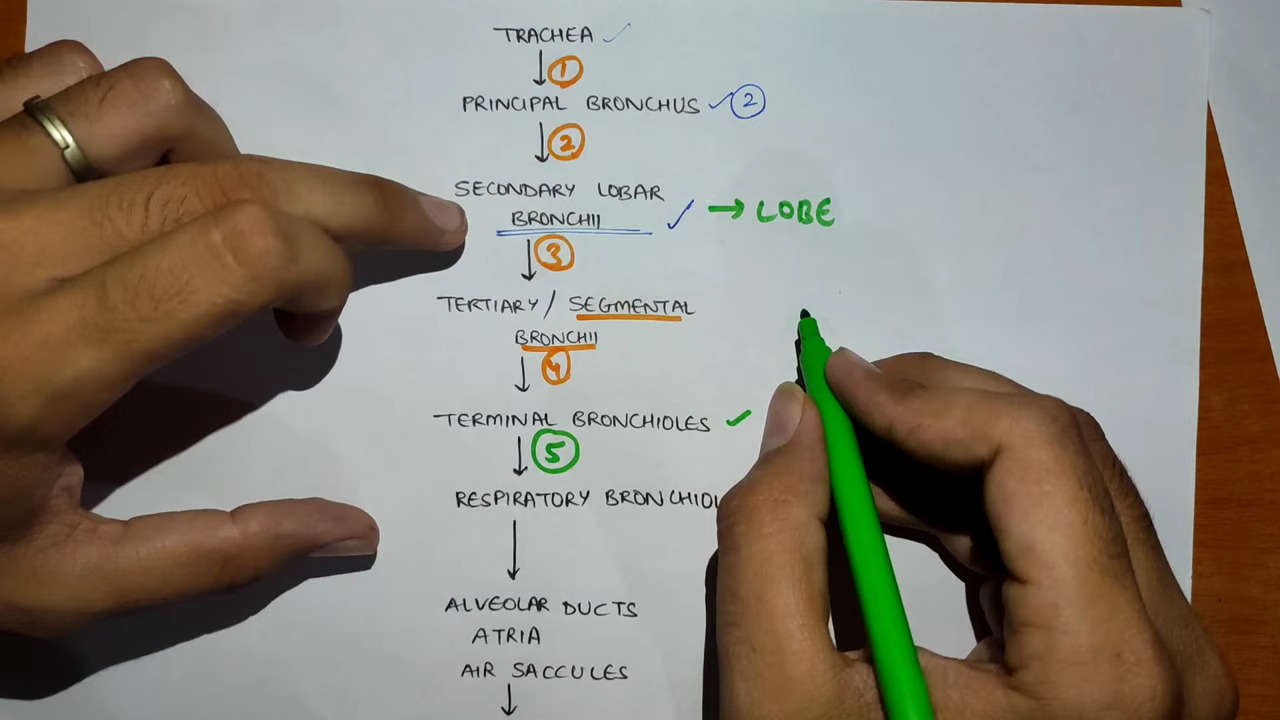 TRACHEA
1
PRINCIPAL BRONCHUS 2
2
SECONDARY LOBAR
BRONCHII → LOBE
3
TERTIARY / SEGMENTAL
BRONCHII
4
TERMINAL BRONCHIOLES
5
RESPIRATORY
ALVEOLAR DUCTS
ATRIA
AIR SACCULES